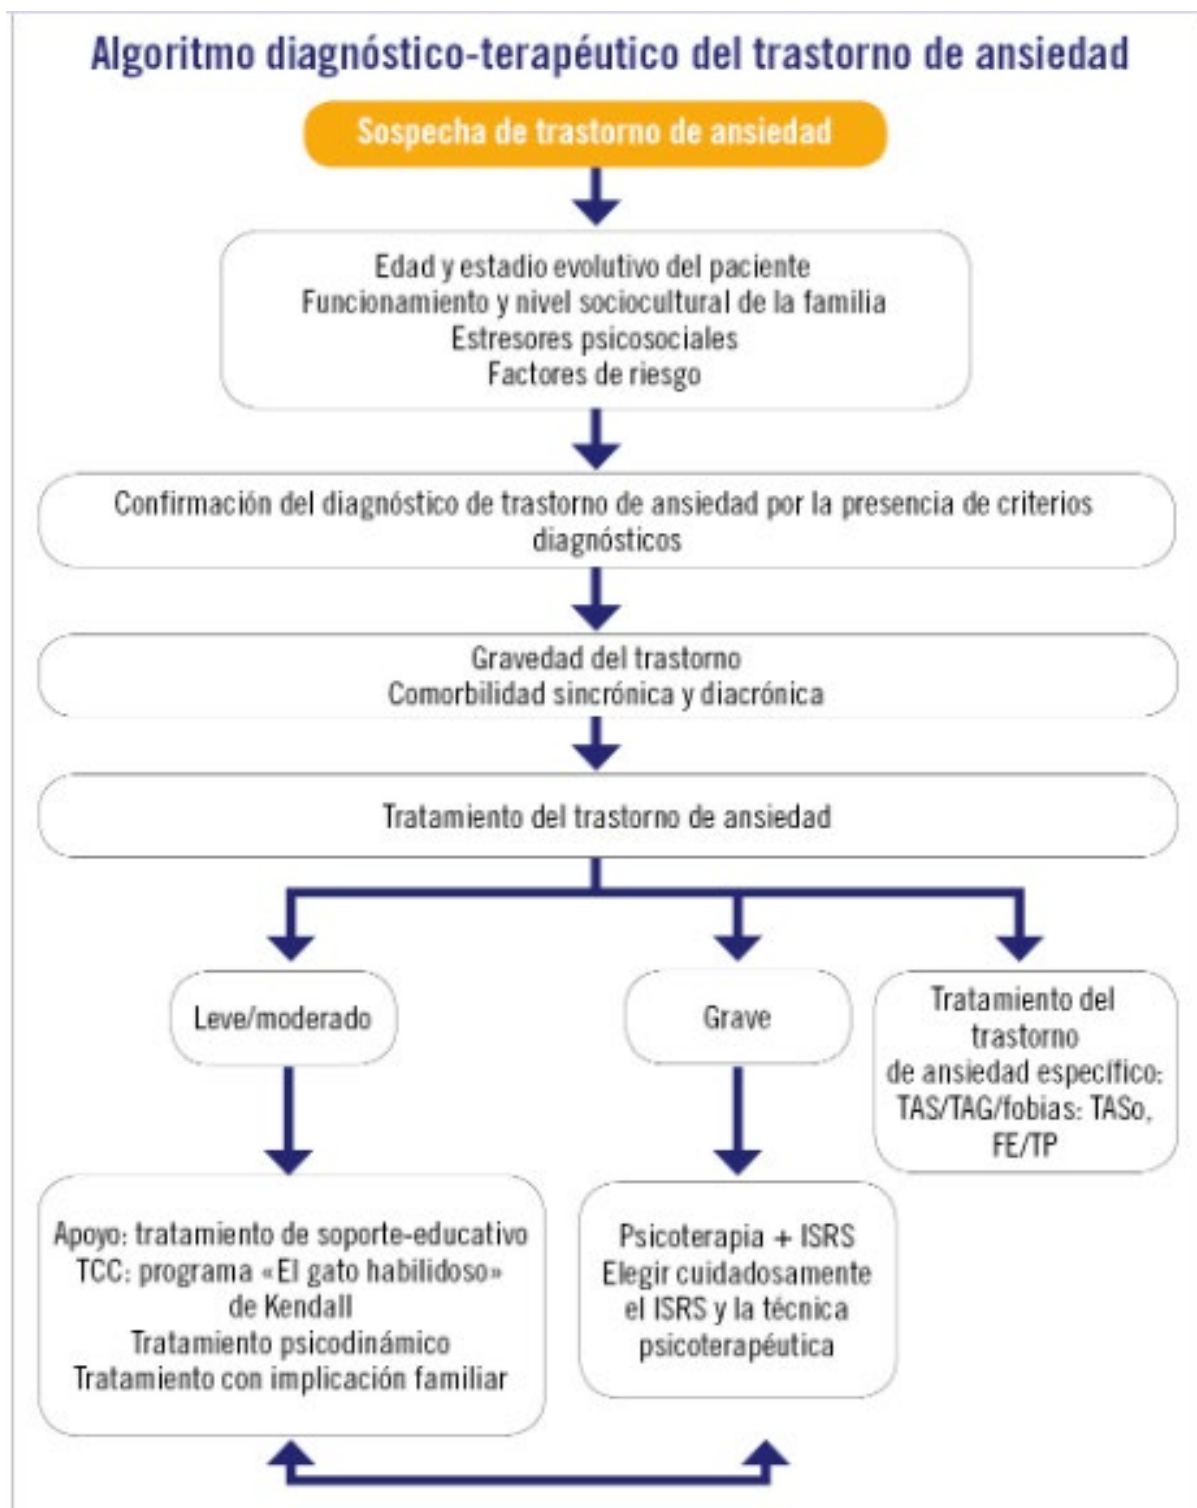 Algoritmo diagnóstico-terapéutico del trastorno de ansiedad
Sospecha de trastorno de ansiedad
Edad y estadio evolutivo del paciente
Funcionamiento y nivel sociocultural de la familia
Estresores psicosociales
Factores de riesgo
Confirmación del diagnóstico de trastorno de ansiedad por la presencia de criterios
diagnósticos
Gravedad del trastorno
Comorbilidad sincrónica y diacrónica
Tratamiento del trastorno de ansiedad
Leve/moderado
Grave
Tratamiento del
trastorno
de ansiedad específico:
TAS/TAG/fobias: TASo,
FE/TP
Apoyo: tratamiento de soporte-educativo
TCC: programa «El gato habilidoso»
de Kendall
Tratamiento psicodinámico
Tratamiento con implicación familiar
Psicoterapia + ISRS
Elegir cuidadosamente
el ISRS y la técnica
psicoterapéutica